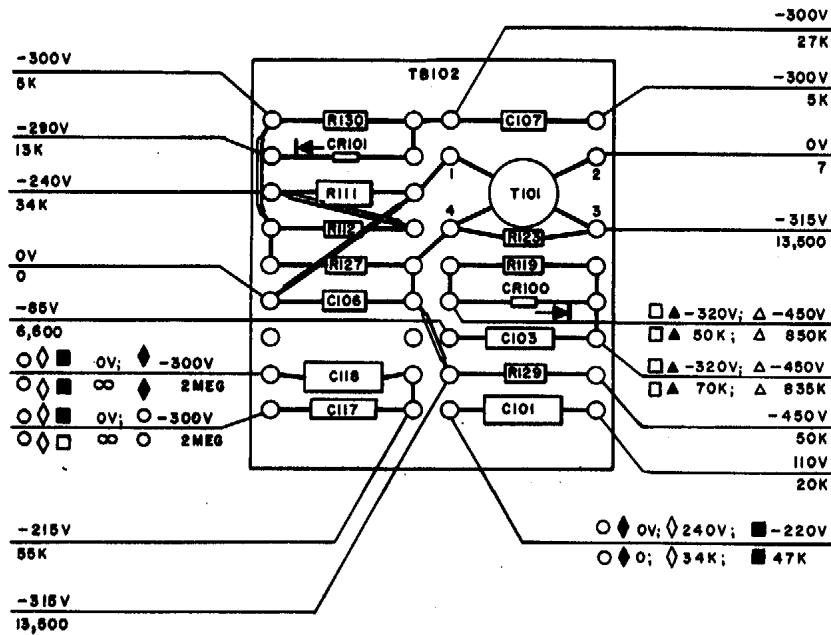 -300V
27K
-300V
5K
TB102
-300V
5K
R130
C107
-290V
13K
CR101
0V
7
1
2
-240V
34K
R111
T101
4
3
-315V
13,500
R112
R123
0V
0
R127
R119
CR100
C106
□ ▲ -320V; △ -450V
□ ▲ 50K; △ 850K
-85V
6,600
C103
○ ◊ ■ 0V; ♦ -300V
○ ◊ ■ ∞ ♦ 2MEG
C118
R129
□ ▲ -320V; △ -450V
□ ▲ 70K; △ 835K
○ ◊ ■ 0V; ○ -300V
○ ◊ □ ∞ ○ 2MEG
C117
C101
-450V
50K
110V
20K
-215V
55K
○ ♦ 0V; ◊ 240V; ■ -220V
○ ♦ 0; ◊ 34K; ■ 47K
-315V
13,500